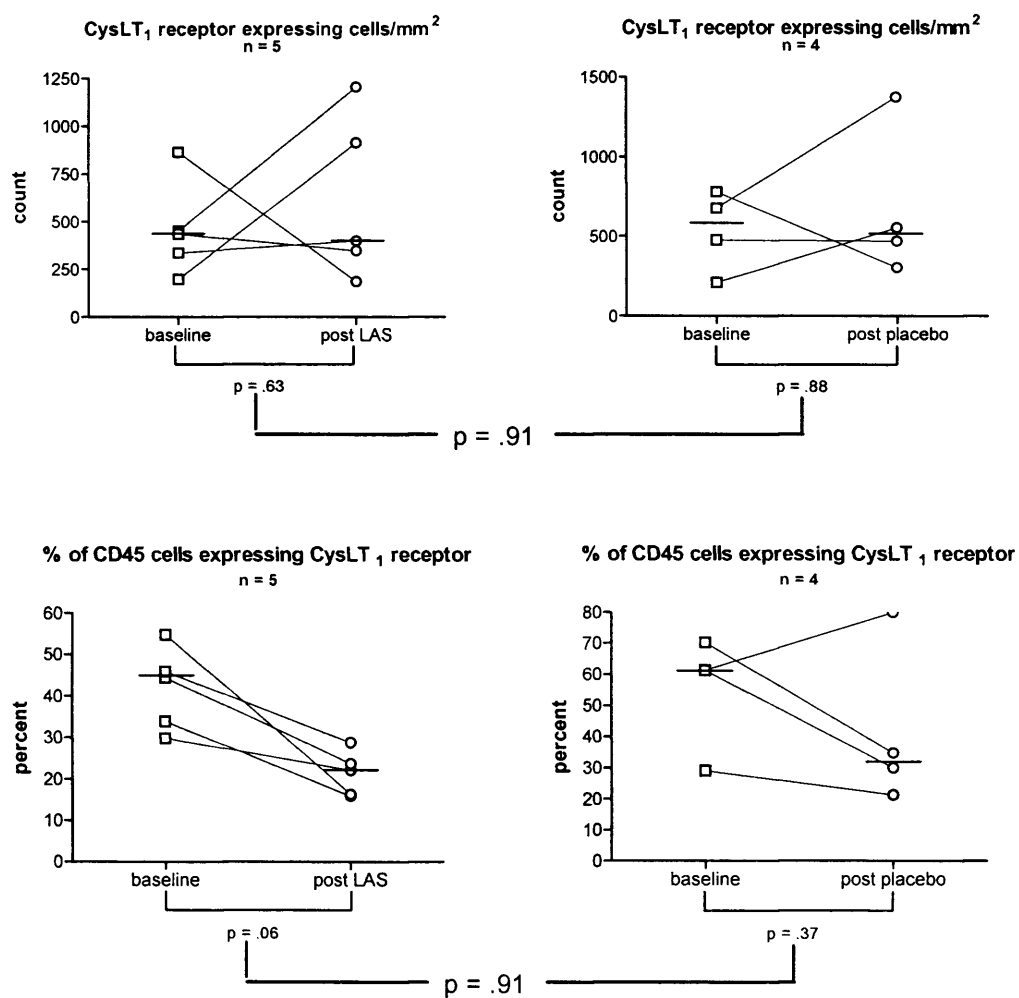 CysLT₁ receptor expressing cells/mm²
n = 5
1250
1000
750
500
250
0
count
baseline
post LAS
p = .63
CysLT₁ receptor expressing cells/mm²
n = 4
1500
1000
500
0
count
baseline
post placebo
p = .88
p = .91
% of CD45 cells expressing CysLT ₁ receptor
n = 5
60
50
40
30
20
10
0
percent
baseline
post LAS
p = .06
% of CD45 cells expressing CysLT ₁ receptor
n = 4
80
70
60
50
40
30
20
10
0
percent
baseline
post placebo
p = .37
p = .91